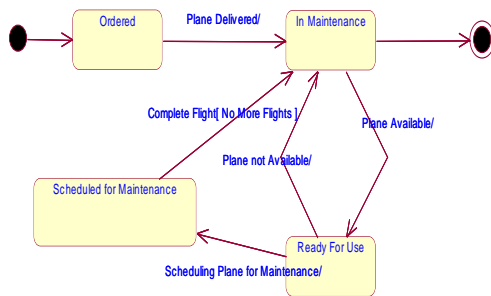 Ordered
Plane Delivered/
In Maintenance
Complete Flight[ No More Flights ]
Plane Available/
Plane not Available/
Scheduled for Maintenance
Ready For Use
Scheduling Plane for Maintenance/